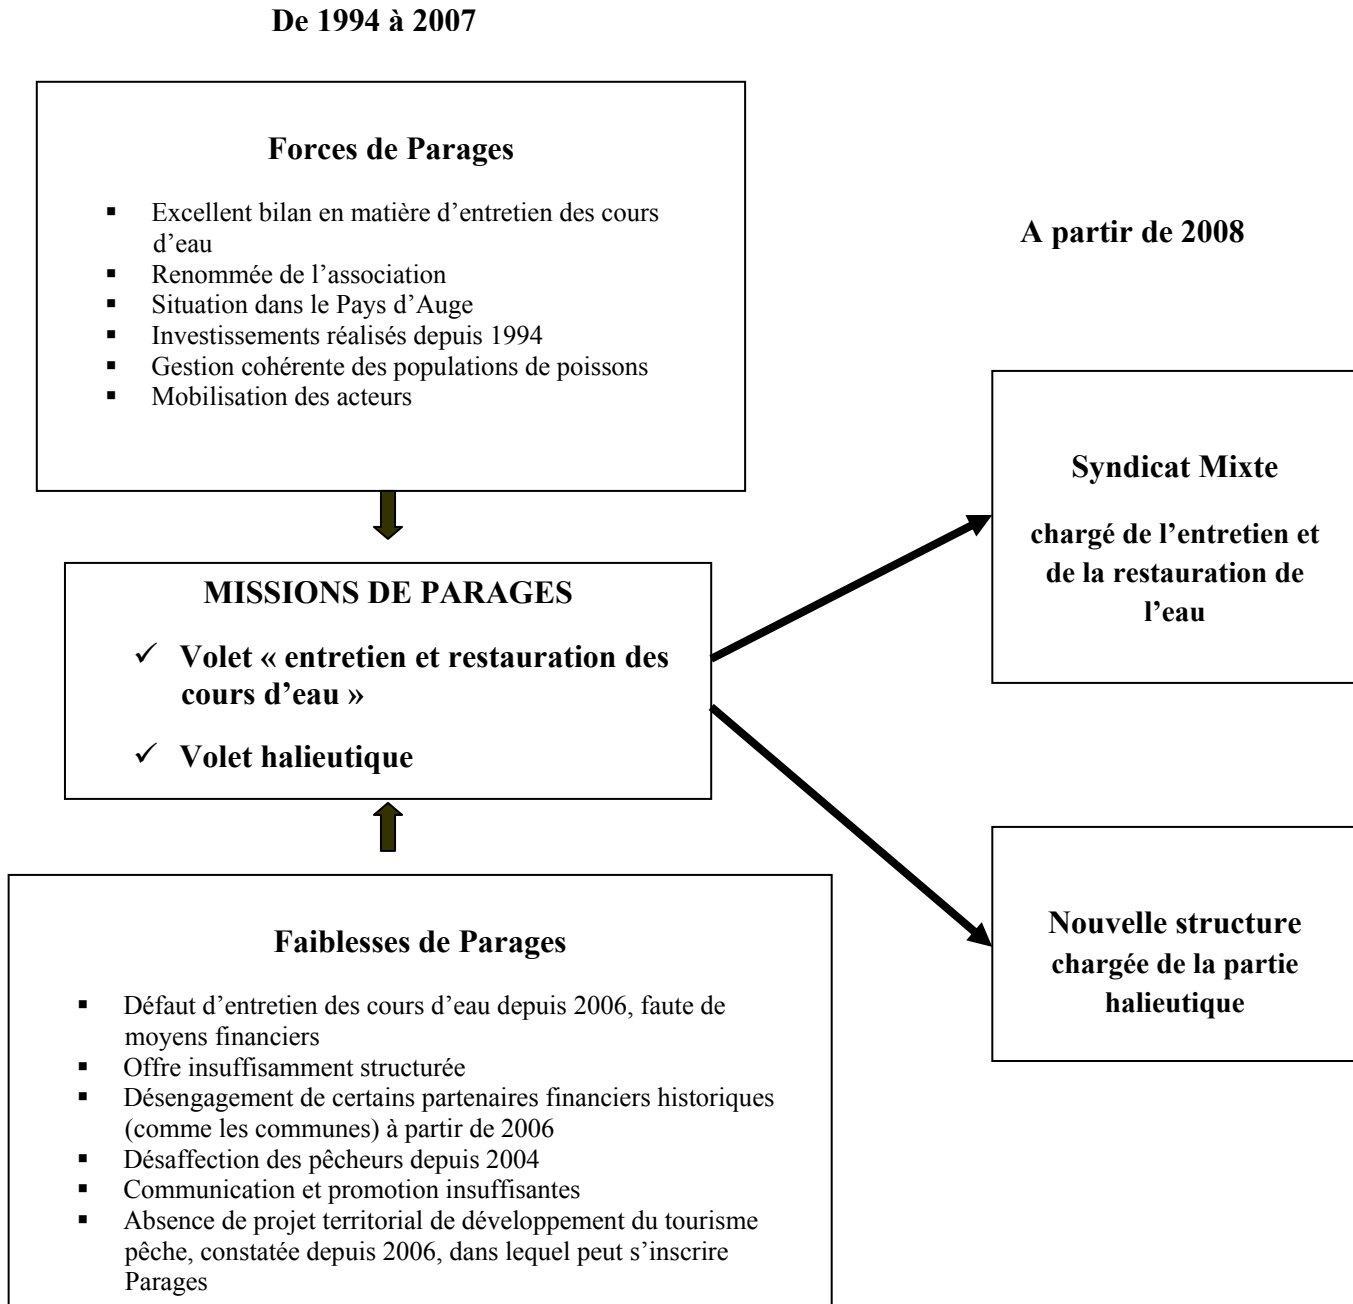 De 1994 à 2007
Forces de Parages
▪ Excellent bilan en matière d’entretien des cours
d’eau
▪ Renommée de l’association
▪ Situation dans le Pays d’Auge
▪ Investissements réalisés depuis 1994
▪ Gestion cohérente des populations de poissons
▪ Mobilisation des acteurs
MISSIONS DE PARAGES
✓ Volet « entretien et restauration des
cours d’eau »
✓ Volet halieutique
Faiblesses de Parages
▪ Défaut d’entretien des cours d’eau depuis 2006, faute de
moyens financiers
▪ Offre insuffisamment structurée
▪ Désengagement de certains partenaires financiers historiques
(comme les communes) à partir de 2006
▪ Désaffection des pêcheurs depuis 2004
▪ Communication et promotion insuffisantes
▪ Absence de projet territorial de développement du tourisme
pêche, constatée depuis 2006, dans lequel peut s’inscrire
Parages
A partir de 2008
Syndicat Mixte
chargé de l’entretien et
de la restauration de
l’eau
Nouvelle structure
chargée de la partie
halieutique